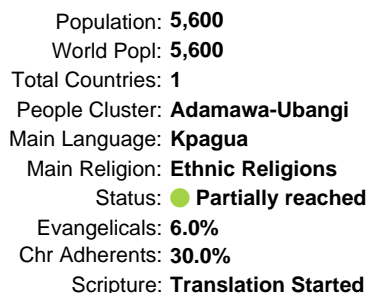 Population: 5,600
World Popl: 5,600
Total Countries: 1
People Cluster: Adamawa-Ubangi
Main Language: Kpagua
Main Religion: Ethnic Religions
Status: Partially reached
Evangelicals: 6.0%
Chr Adherents: 30.0%
Scripture: Translation Started